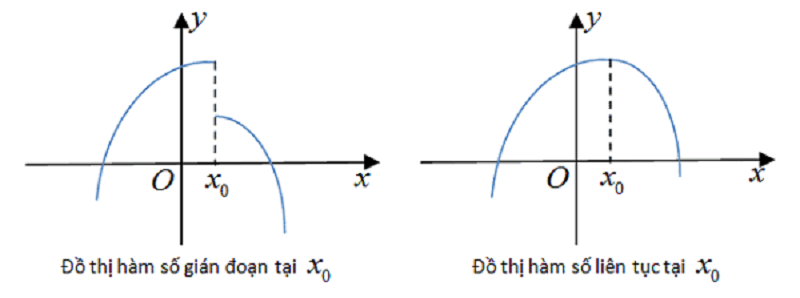 y
O
x₀
x
Đồ thị hàm số gián đoạn tại x₀
y
O
x₀
x
Đồ thị hàm số liên tục tại x₀